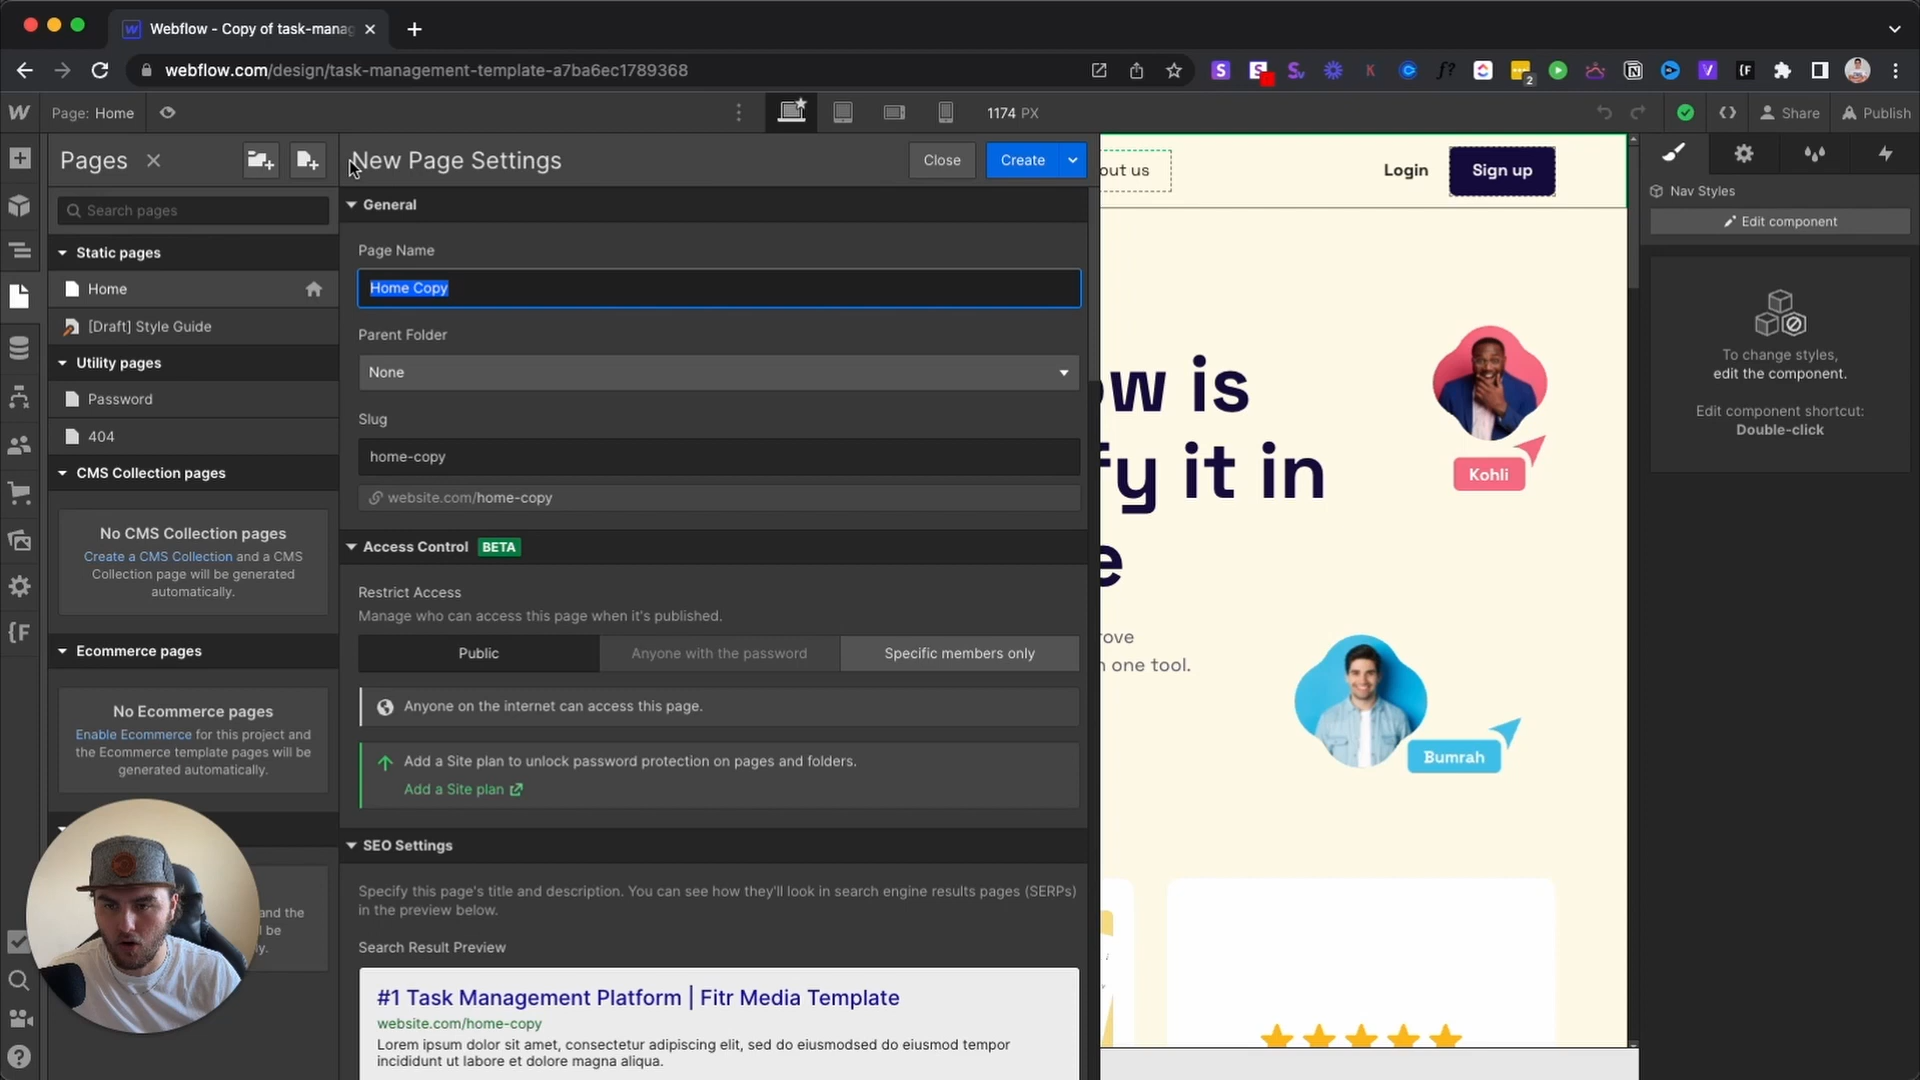 Webflow - Copy of task-manag
webflow.com/design/task-management-template-a7ba6ec1789368
2
Page: Home
1174 PX
Share
Publish
Pages
New Page Settings
Close
Create
Search pages
General
Static pages
Home
[Draft] Style Guide
Utility pages
Password
404
CMS Collection pages
No CMS Collection pages
Create a CMS Collection and a CMS
Collection page will be generated
automatically.
Ecommerce pages
No Ecommerce pages
Enable Ecommerce for this project and
the Ecommerce template pages will be
generated automatically.
and the
l be
y.
Page Name
Home Copy
Parent Folder
None
Slug
home-copy
website.com/home-copy
Access Control BETA
Restrict Access
Manage who can access this page when it's published.
Public
Anyone with the password
Specific members only
Anyone on the internet can access this page.
Add a Site plan to unlock password protection on pages and folders.
Add a Site plan
SEO Settings
Specify this page's title and description. You can see how they'll look in search engine results pages (SERPs)
in the preview below.
Search Result Preview
#1 Task Management Platform | Fitr Media Template
website.com/home-copy
Lorem ipsum dolor sit amet, consectetur adipiscing elit, sed do eiusmodsed do eiusmod tempor
incididunt ut labore et dolore magna aliqua.
out us
Login
Sign up
ow is
fy it in
e
rove
n one tool.
Kohli
Bumrah
Nav Styles
Edit component
To change styles,
edit the component.
Edit component shortcut:
Double-click